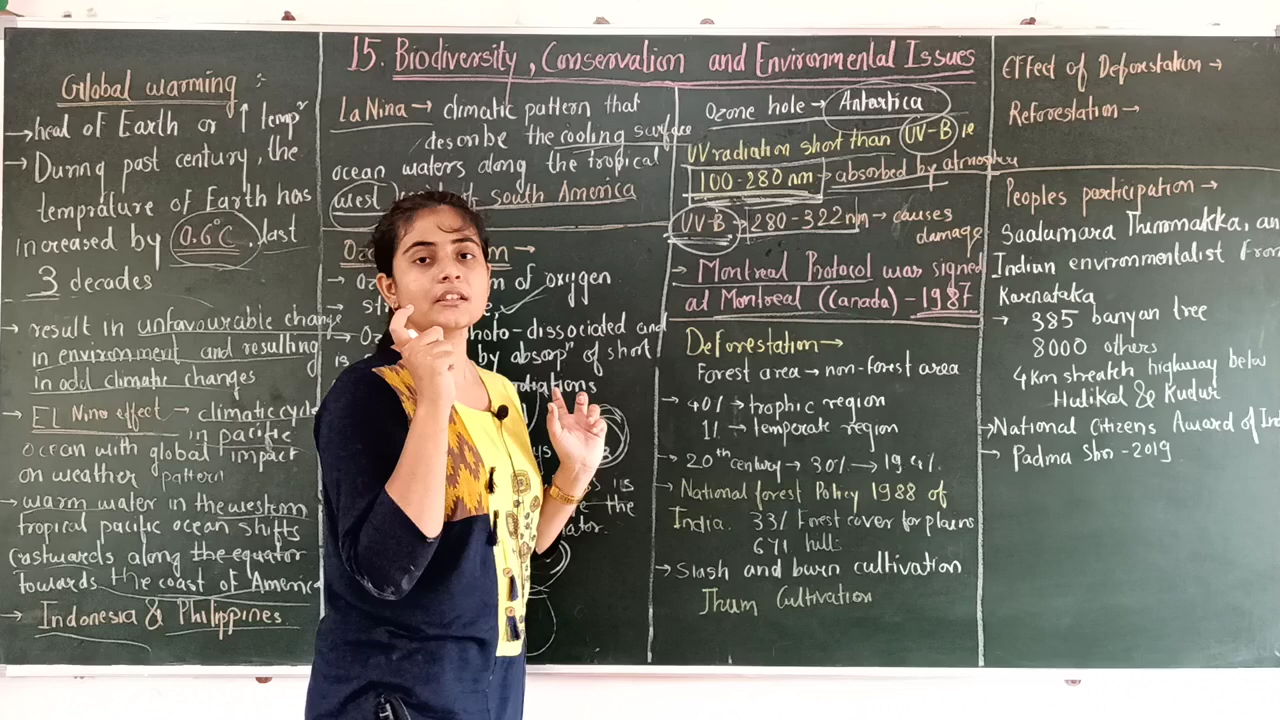 15. Biodiversity, Conservation and Environmental Issues
Global warming :-
→ heat of Earth or ↑ tempr
→ During past century, the
temprature of Earth has
increased by 0.6°C, last
3 decades
→ result in unfavourable change
in environment and resulting
in odd climatic changes
→ EL Nino effect → climatic cycle
in pacific
ocean with global impact
on weather pattern
→ warm water in the western
tropical pacific ocean shifts
eastwards along the equator
towards the coast of America
→ Indonesia & Philippines.
La Nina → climatic pattern that
describe the cooling surface
ocean waters along the tropical
west South America
→ of oxygen
→ photo-dissociated and
is by absorpn of short
radiations
is
the
Ozone hole → Antartica
UV radiation short than UV-B ie
100-280 nm → absorbed by atmosphere
UV-B → 280-322nm → causes
damage
→ Montreal Protocol was signed
at Montreal (Canada) - 1987
Deforestation →
Forest area → non-forest area
→ 40% → trophic region
1% → temperate region
→ 20th century → 30% → 19.4%
→ National forest Policy 1988 of
India. 33% Forest cover for plains
67% hills
→ Slash and burn cultivation
Jhum Cultivation
Effect of Deforestation →
Reforestation →
Peoples participation →
Saalumara Thimmakka, an
Indian environmentalist from
Karnataka
→ 385 banyan tree
8000 others
4 km streatch highway betw
Hulikal & Kudur
→ National Citizens Award of Ind
→ Padma Shri - 2019